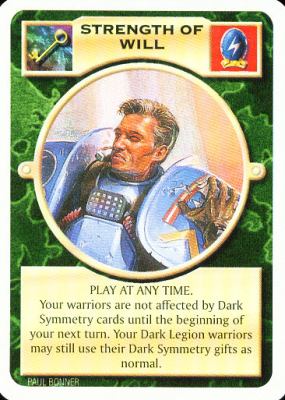 STRENGTH OF
WILL
PLAY AT ANY TIME.
Your warriors are not affected by Dark
Symmetry cards until the beginning of
your next turn. Your Dark Legion warriors
may still use their Dark Symmetry gifts as
normal.
PAUL BONNER